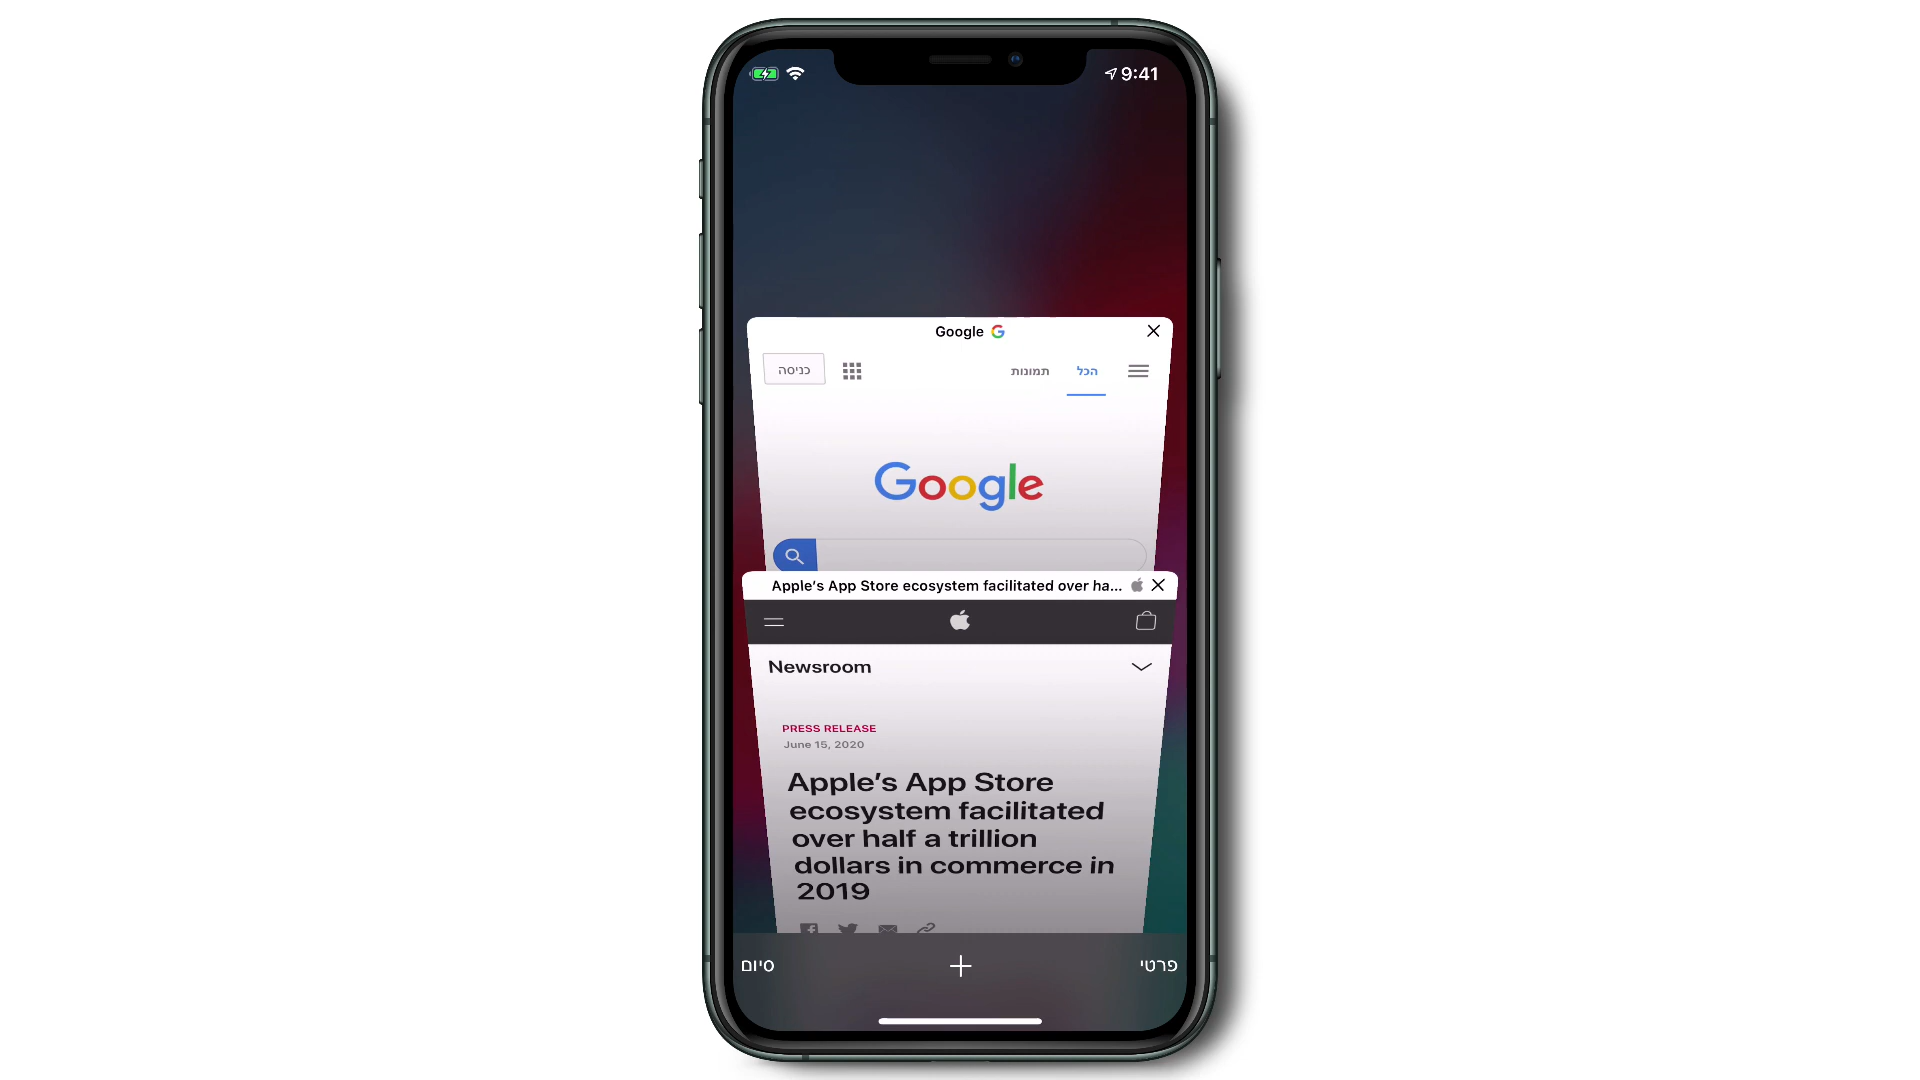 9:41
Google
כניסה
תמונות
הכל
Google
Apple's App Store ecosystem facilitated over ha...
Newsroom
PRESS RELEASE
June 15, 2020
Apple's App Store
ecosystem facilitated
over half a trillion
dollars in commerce in
2019
סיום
פרטי